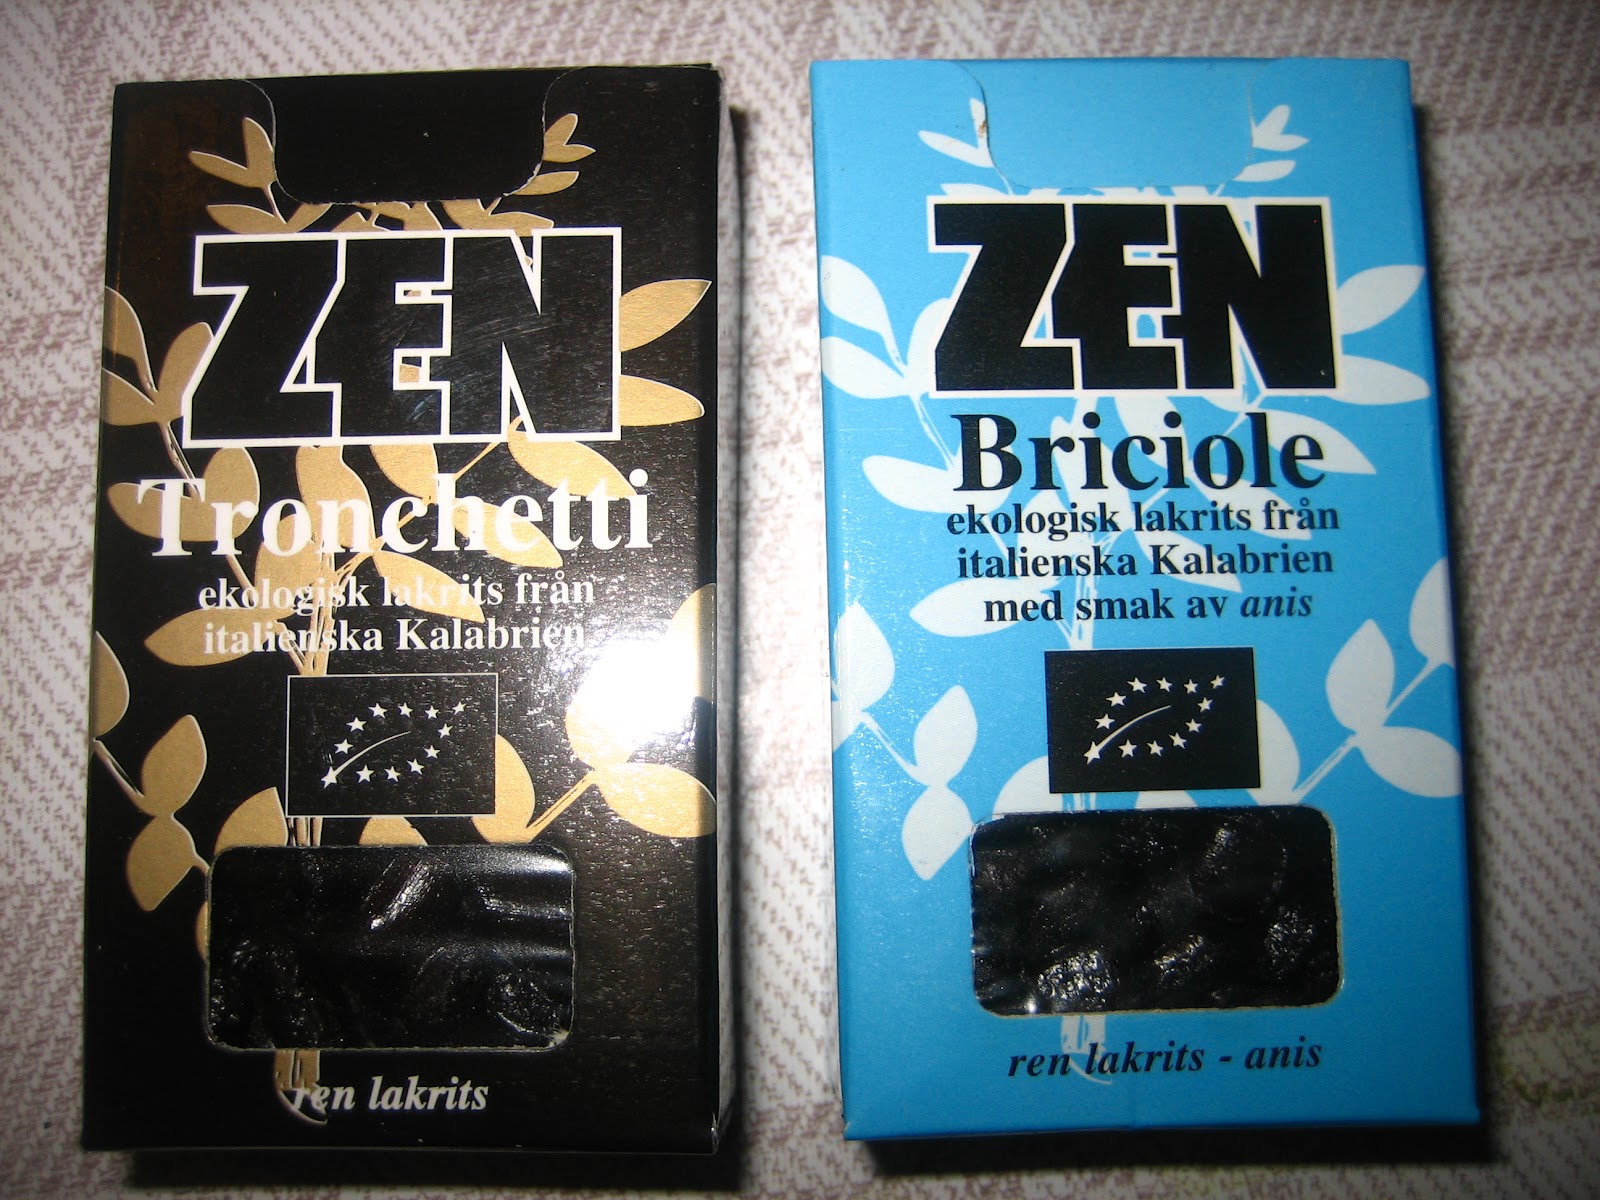 ZEN
Tronchetti
ekologisk lakrits från
italienska Kalabrien
ren lakrits
ZEN
Briciole
ekologisk lakrits från
italienska Kalabrien
med smak av anis
ren lakrits - anis